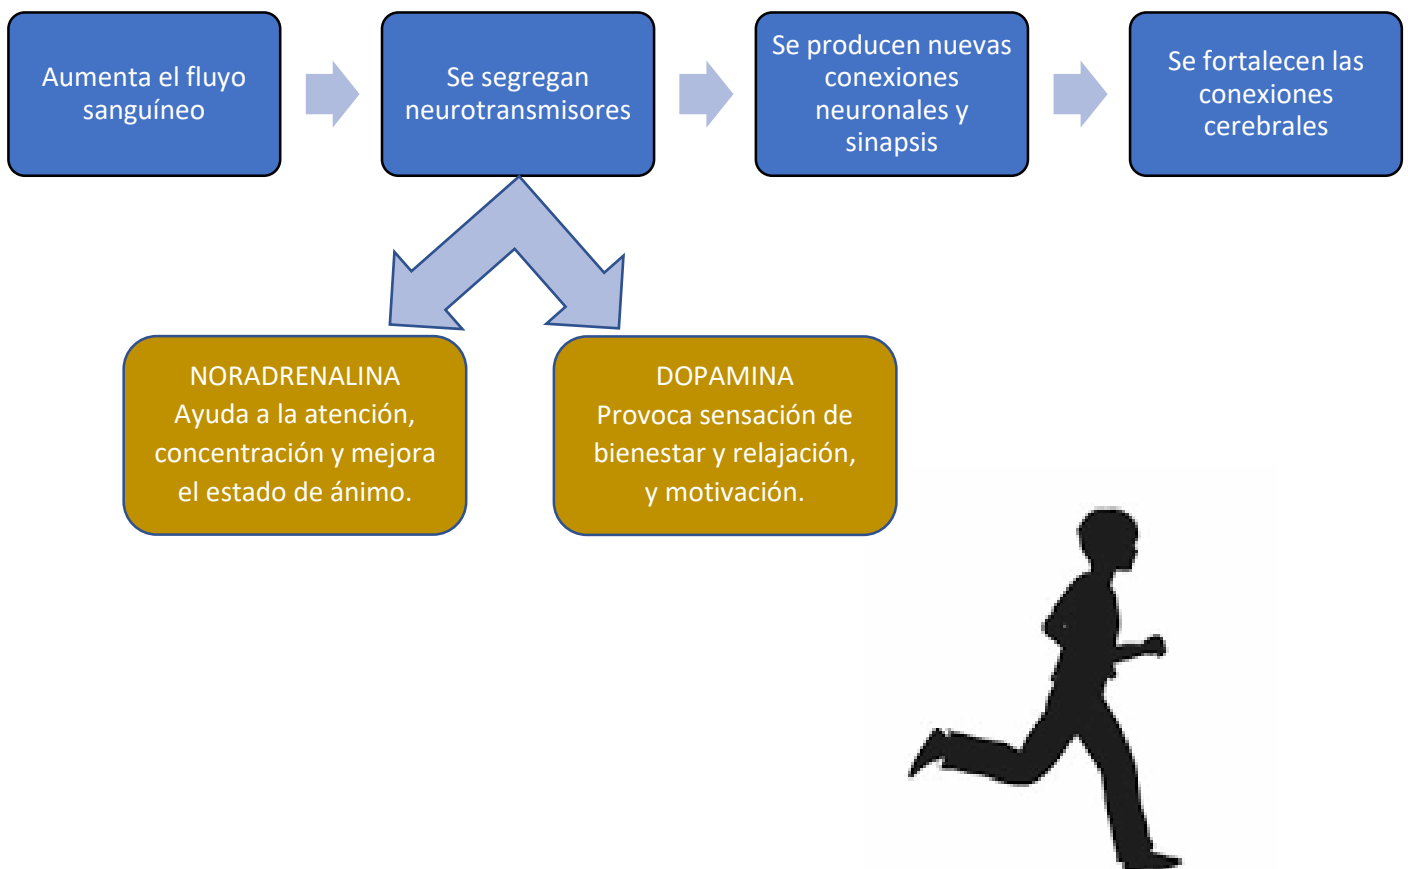 Aumenta el fluyo
sanguíneo
Se segregan
neurotransmisores
Se producen nuevas
conexiones
neuronales y
sinapsis
Se fortalecen las
conexiones
cerebrales
NORADRENALINA
Ayuda a la atención,
concentración y mejora
el estado de ánimo.
DOPAMINA
Provoca sensación de
bienestar y relajación,
y motivación.